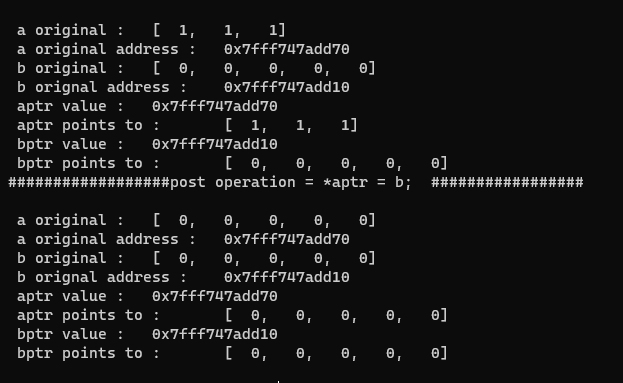 a original :   [  1,   1,   1]
a original address :   0x7fff747add70
b original :   [  0,   0,   0,   0,   0]
b orignal address :    0x7fff747add10
aptr value :   0x7fff747add70
aptr points to :       [  1,   1,   1]
bptr value :   0x7fff747add10
bptr points to :       [  0,   0,   0,   0,   0]
##################post operation = *aptr = b;  #################
a original :   [  0,   0,   0,   0,   0]
a original address :   0x7fff747add70
b original :   [  0,   0,   0,   0,   0]
b orignal address :    0x7fff747add10
aptr value :   0x7fff747add70
aptr points to :       [  0,   0,   0,   0,   0]
bptr value :   0x7fff747add10
bptr points to :       [  0,   0,   0,   0,   0]